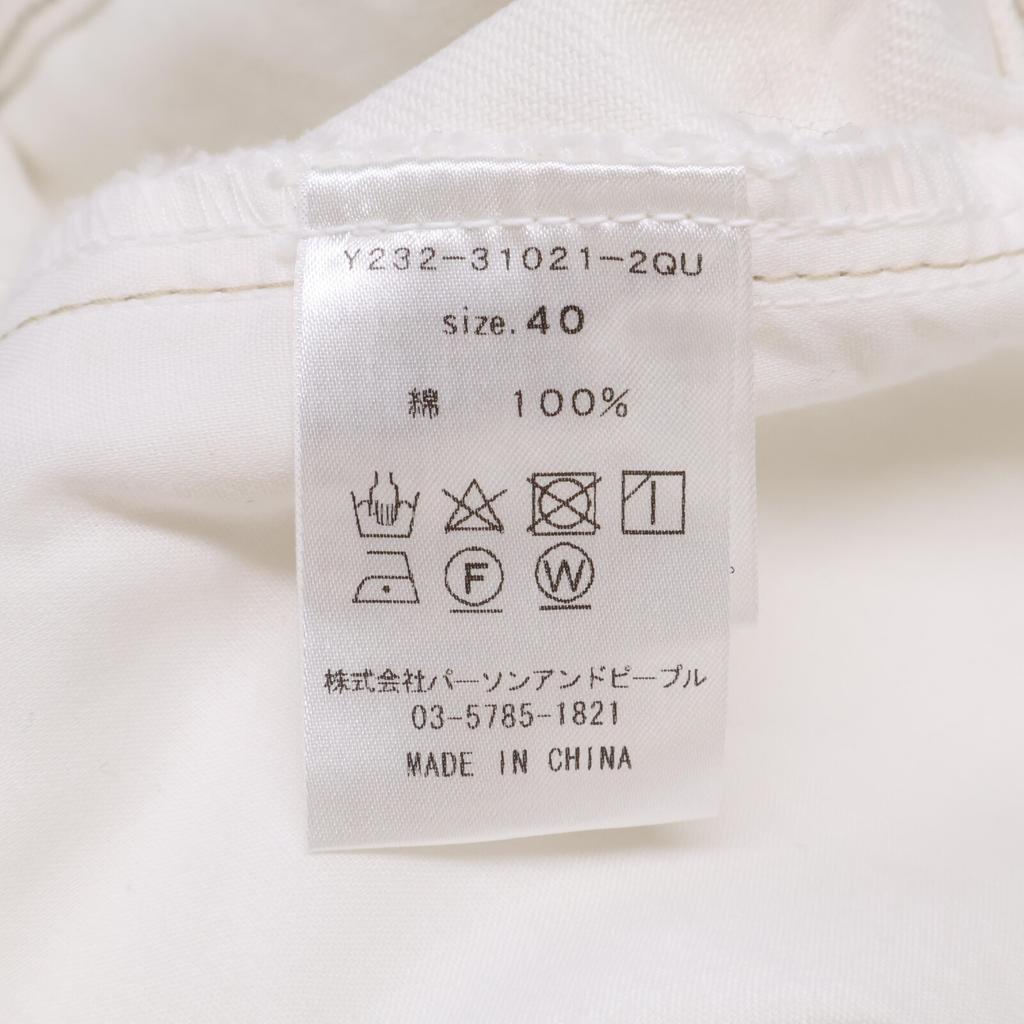 Y232-31021-2QU
size.40
綿 100%
F W
株式会社パーソンアンドピープル
03-5785-1821
MADE IN CHINA